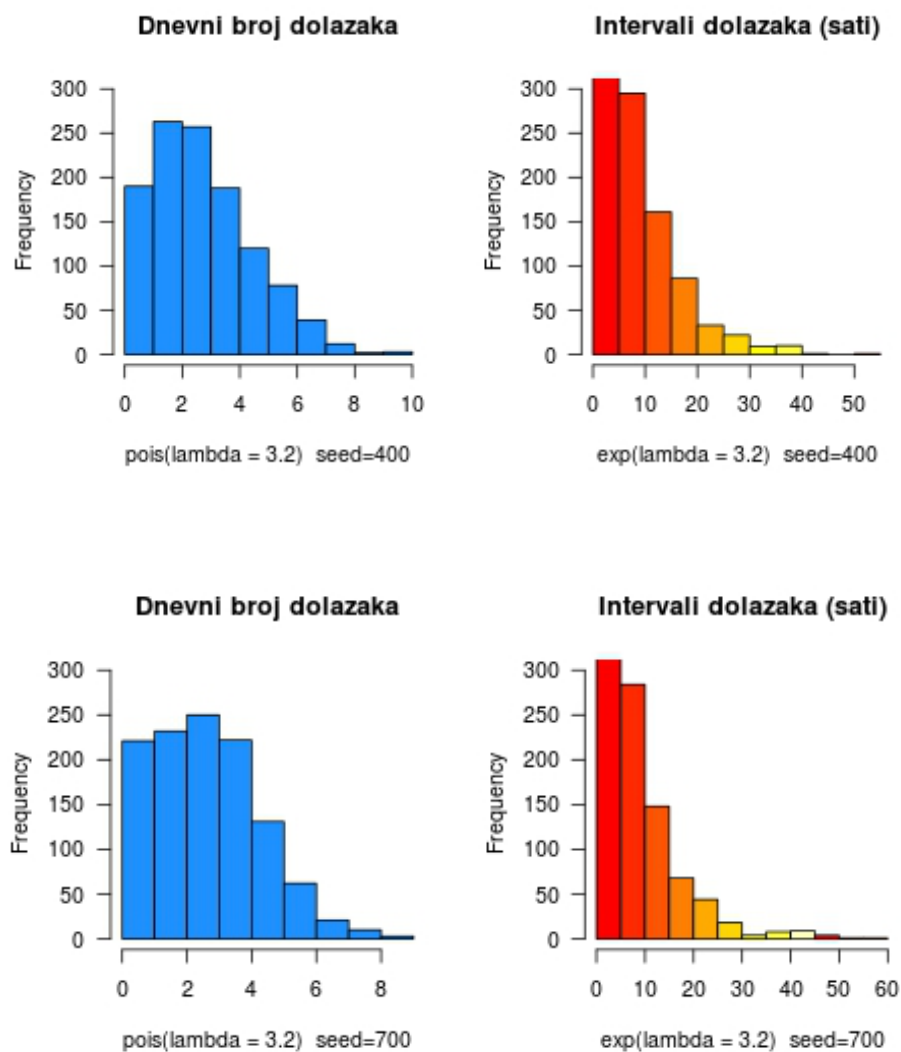 Dnevni broj dolazaka
Frequency
300
250
200
150
100
50
0
0 2 4 6 8 10
pois(lambda = 3.2) seed=400
Intervali dolazaka (sati)
Frequency
300
250
200
150
100
50
0
0 10 20 30 40 50
exp(lambda = 3.2) seed=400
Dnevni broj dolazaka
Frequency
300
250
200
150
100
50
0
0 2 4 6 8
pois(lambda = 3.2) seed=700
Intervali dolazaka (sati)
Frequency
300
250
200
150
100
50
0
0 10 20 30 40 50 60
exp(lambda = 3.2) seed=700